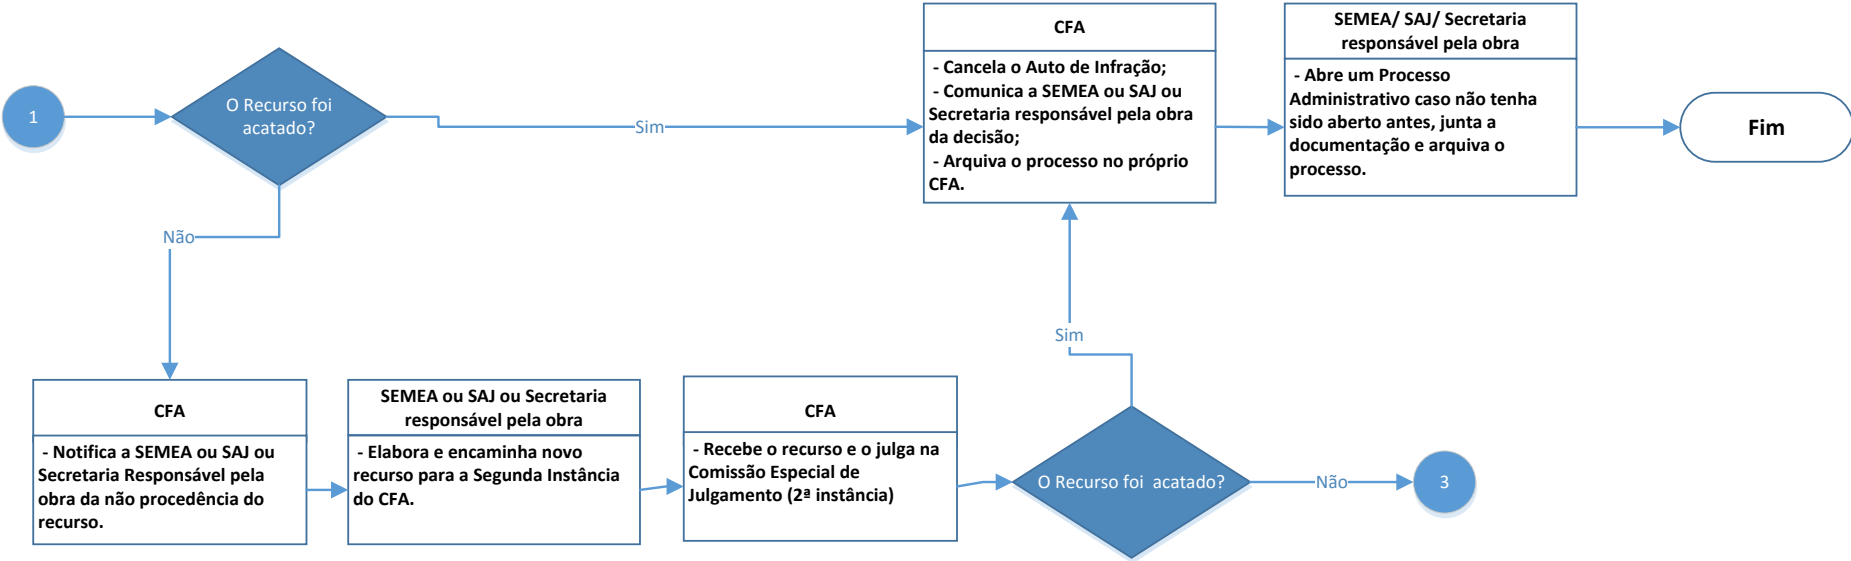 1
O Recurso foi
acatado?
Sim
CFA
- Cancela o Auto de Infração;
- Comunica a SEMEA ou SAJ ou
Secretaria responsável pela obra
da decisão;
- Arquiva o processo no próprio
CFA.
SEMEA/ SAJ/ Secretaria
responsável pela obra
- Abre um Processo
Administrativo caso não tenha
sido aberto antes, junta a
documentação e arquiva o
processo.
Fim
Não
Sim
CFA
- Notifica a SEMEA ou SAJ ou
Secretaria Responsável pela
obra da não procedência do
recurso.
SEMEA ou SAJ ou Secretaria
responsável pela obra
- Elabora e encaminha novo
recurso para a Segunda Instância
do CFA.
CFA
- Recebe o recurso e o julga na
Comissão Especial de
Julgamento (2ª instância)
O Recurso foi  acatado?
Não
3